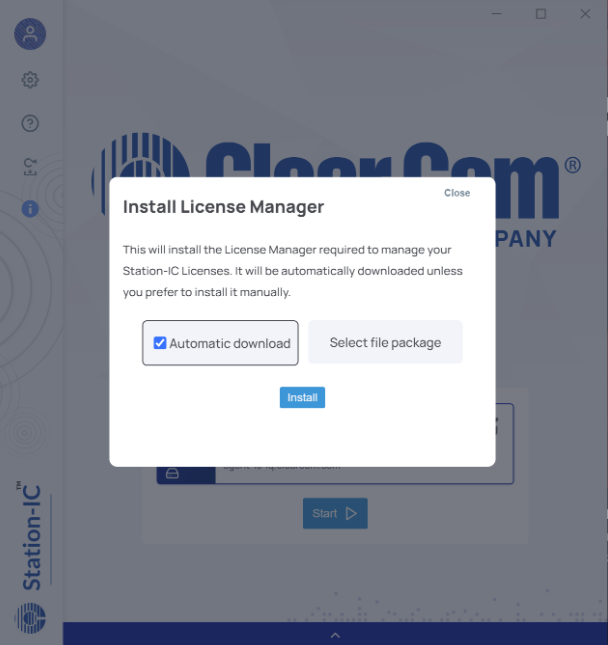 Clear-Com®
Close
Install License Manager
PANY
This will install the License Manager required to manage your
Station-IC Licenses. It will be automatically downloaded unless
you prefer to install it manually.
Automatic download
Select file package
Install
Start
Station-IC™